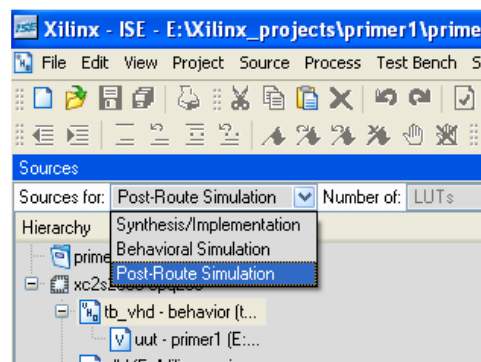 Xilinx - ISE - E:\Xilinx_projects\primer1\prime
File Edit View Project Source Process Test Bench S
Sources
Sources for: Post-Route Simulation Number of: LUTs
Hierarchy
Synthesis/Implementation
Behavioral Simulation
Post-Route Simulation
prime
tb_vhd - behavior (t...
uut - primer1 (E:...